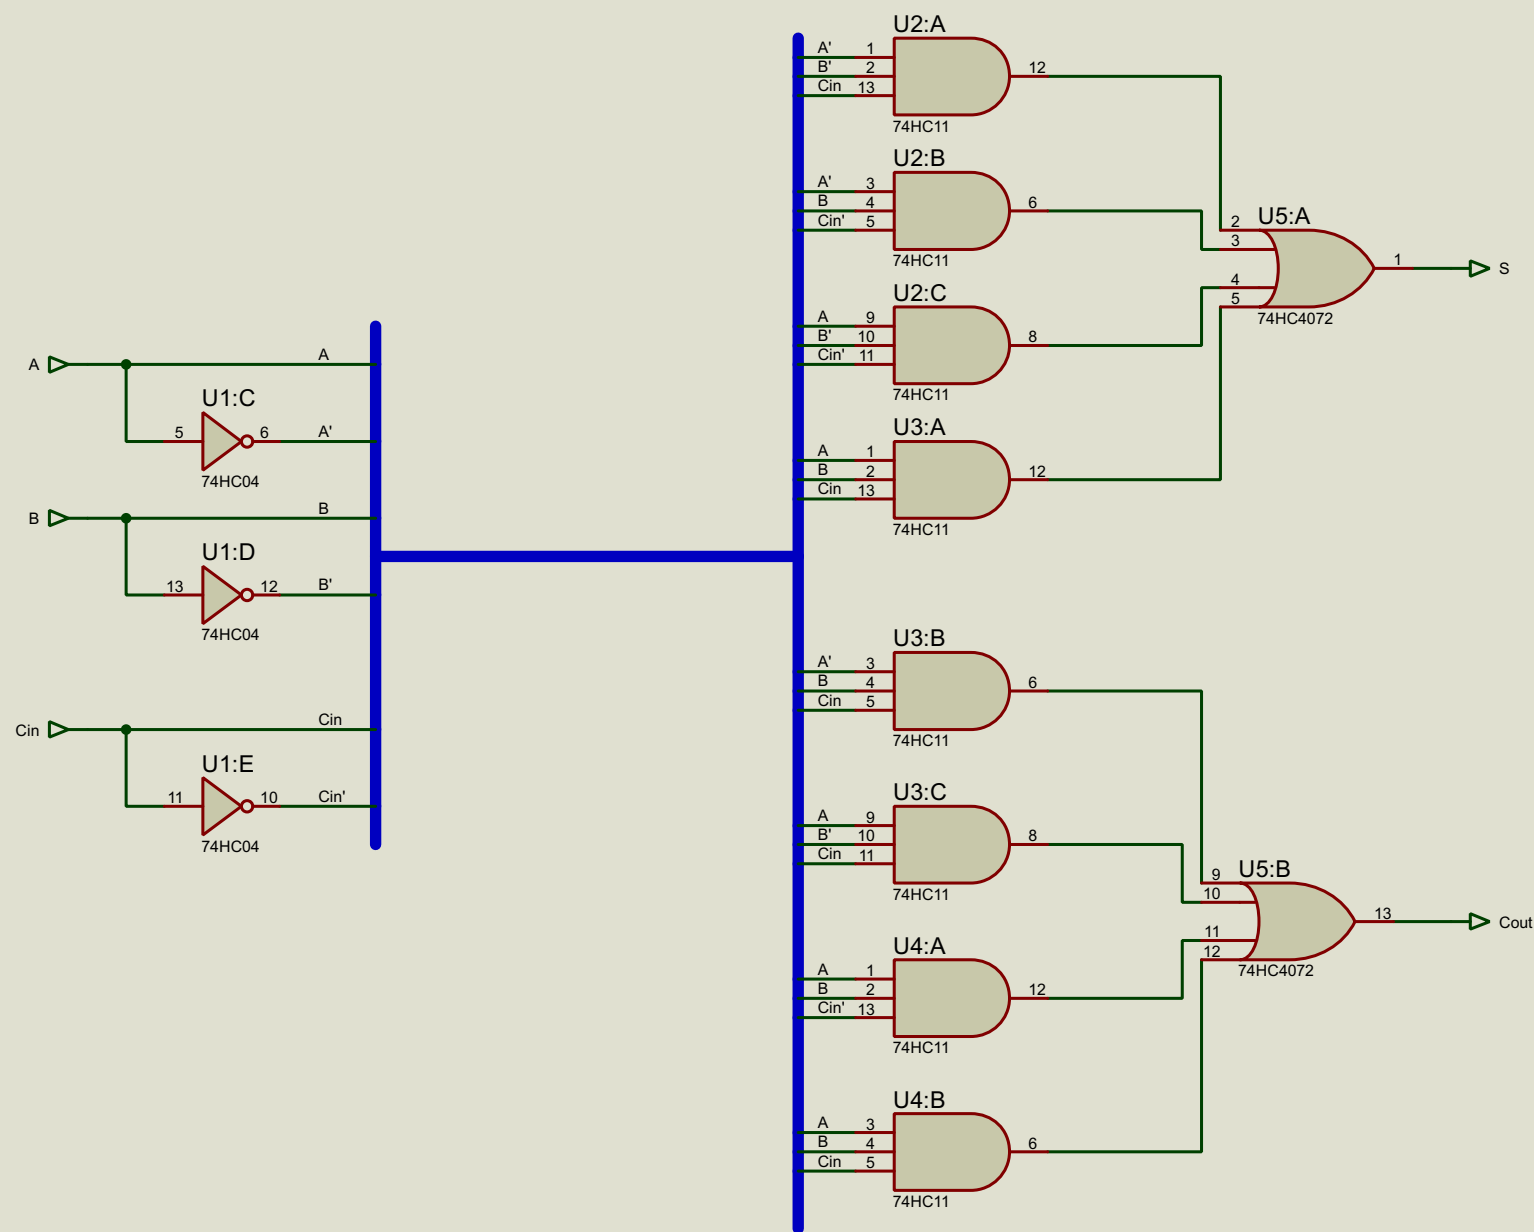 A
A
U1:C
5
6
A'
74HC04
B
B
U1:D
13
12
B'
74HC04
Cin
Cin
U1:E
11
10
Cin'
74HC04
U2:A
A' 1
B' 2
Cin 13
12
74HC11
U2:B
A' 3
B 4
Cin' 5
6
74HC11
U2:C
A 9
B' 10
Cin' 11
8
74HC11
U3:A
A 1
B 2
Cin 13
12
74HC11
U5:A
2
3
4
5
1
S
74HC4072
U3:B
A' 3
B 4
Cin 5
6
74HC11
U3:C
A 9
B' 10
Cin 11
8
74HC11
U4:A
A 1
B 2
Cin' 13
12
74HC11
U4:B
A 3
B 4
Cin 5
6
74HC11
U5:B
9
10
11
12
13
Cout
74HC4072